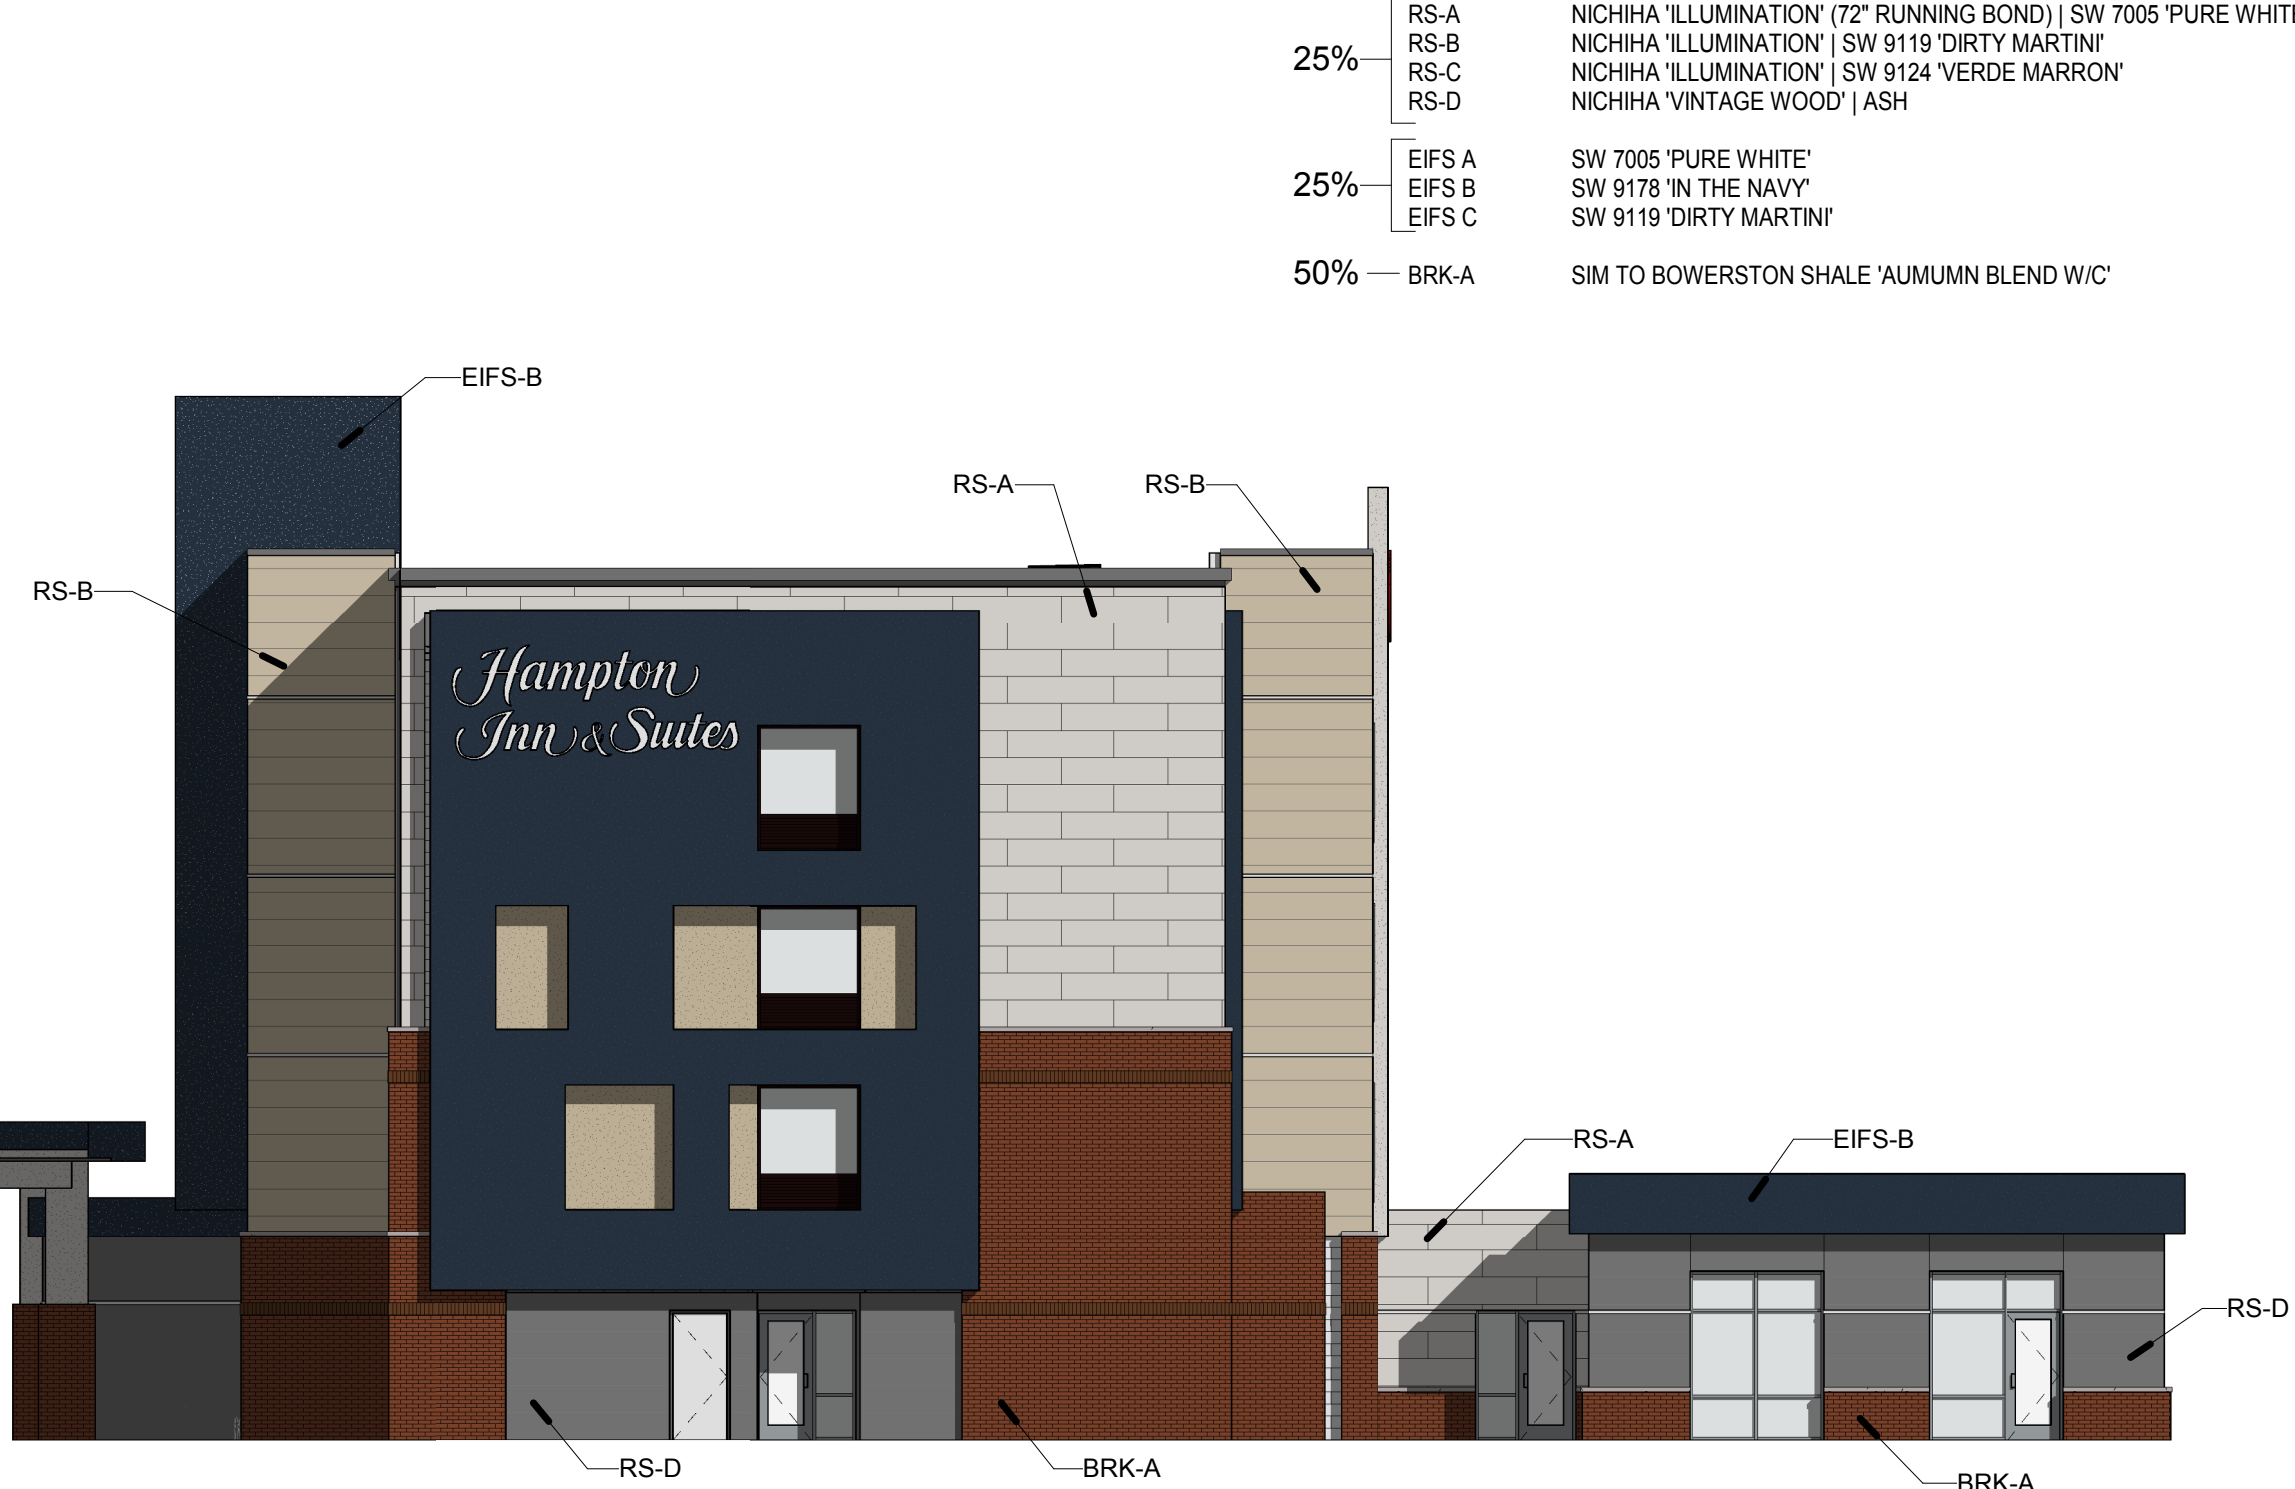 RS-A NICHIHA 'ILLUMINATION' (72" RUNNING BOND) | SW 7005 'PURE WHITE
RS-B NICHIHA 'ILLUMINATION' | SW 9119 'DIRTY MARTINI'
25%
RS-C NICHIHA 'ILLUMINATION' | SW 9124 'VERDE MARRON'
RS-D NICHIHA 'VINTAGE WOOD' | ASH
EIFS A SW 7005 'PURE WHITE'
25% EIFS B SW 9178 'IN THE NAVY'
EIFS C SW 9119 'DIRTY MARTINI'
50% BRK-A SIM TO BOWERSTON SHALE 'AUMUMN BLEND W/C'
EIFS-B
RS-A RS-B
RS-B
Hampton
Inn & Suites
RS-A EIFS-B
RS-D
RS-D BRK-A
BRK-A